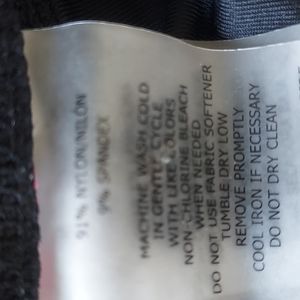 91% NYLON/NILÓN
9% SPANDEX
MACHINE WASH COLD
IN GENTLE CYCLE
WITH LIKE COLORS
NON-CHLORINE BLEACH
WHEN NEEDED
DO NOT USE FABRIC SOFTENER
TUMBLE DRY LOW
REMOVE PROMPTLY
COOL IRON IF NECESSARY
DO NOT DRY CLEAN